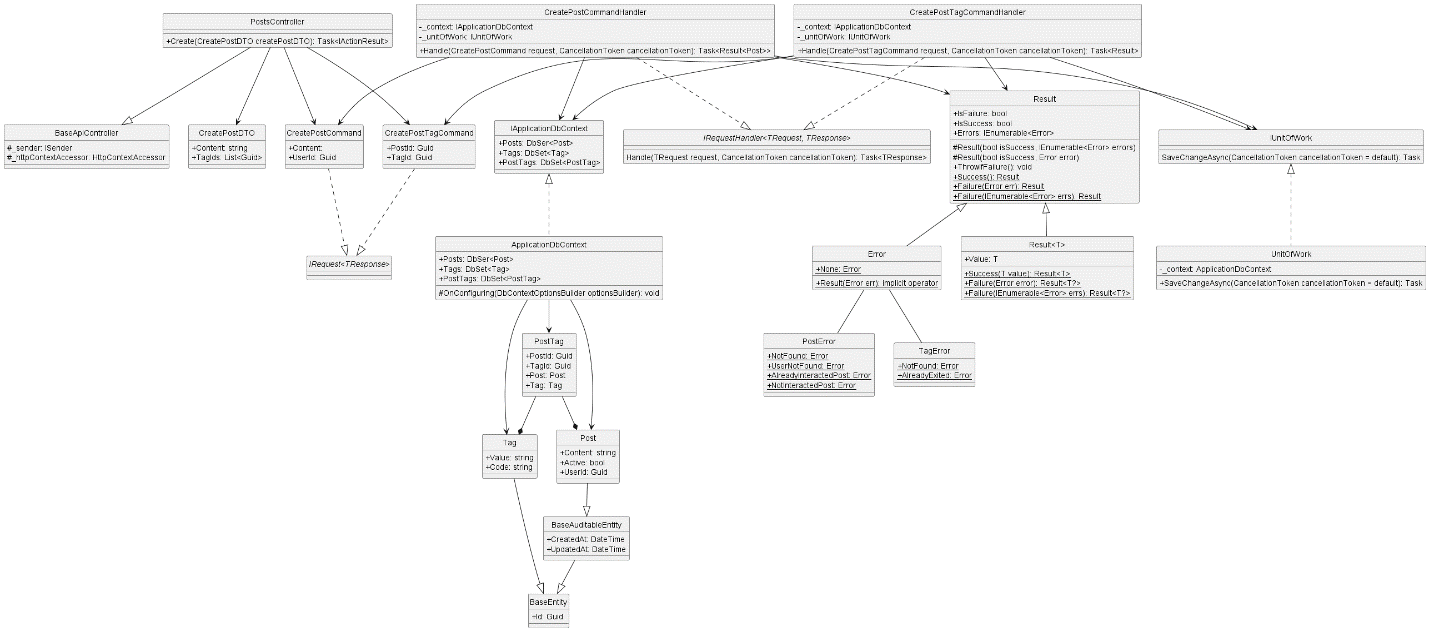 PostsController
+Create(CreatePostDTO createPostDTO): Task<IActionResult>
CreatePostCommandHandler
-_context: IApplicationDbContext
-_unitOfWork: IUnitOfWork
+Handle(CreatePostCommand request, CancellationToken cancellationToken): Task<Result<Post>>
CreatePostTagCommandHandler
-_context: IApplicationDbContext
-_unitOfWork: IUnitOfWork
+Handle(CreatePostTagCommand request, CancellationToken cancellationToken): Task<Result>
BaseApiController
#_sender: ISender
#_httpContextAccessor: HttpContextAccessor
CreatePostDTO
+Content: string
+TagIds: List<Guid>
CreatePostCommand
+Content:
+UserId: Guid
CreatePostTagCommand
+PostId: Guid
+TagId: Guid
IApplicationDbContext
+Posts: DbSer<Post>
+Tags: DbSet<Tag>
+PostTags: DbSet<PostTag>
IRequestHandler<TRequest, TResponse>
Handle(TRequest request, CancellationToken cancellationToken): Task<TResponse>
Result
+IsFailure: bool
+IsSuccess: bool
+Errors: IEnumerable<Error>
#Result(bool isSuccess, IEnumerable<Error> errors)
#Result(bool isSuccess, Error error)
+ThrowIfFailure(): void
+Success(): Result
+Failure(Error err): Result
+Failure(IEnumerable<Error> errs): Result
IUnitOfWork
SaveChangeAsync(CancellationToken cancellationToken = default): Task
IRequest<TResponse>
ApplicationDbContext
+Posts: DbSer<Post>
+Tags: DbSet<Tag>
+PostTags: DbSet<PostTag>
#OnConfiguring(DbContextOptionsBuilder optionsBuilder): void
Error
+None: Error
+Result(Error err): implicit operator
Result<T>
+Value: T
+Success(T value): Result<T>
+Failure(Error error): Result<T?>
+Failure(IEnumerable<Error> errs): Result<T?>
UnitOfWork
-_context: ApplicationDbContext
+SaveChangeAsync(CancellationToken cancellationToken = default): Task
PostTag
+PostId: Guid
+TagId: Guid
+Post: Post
+Tag: Tag
PostError
+NotFound: Error
+UserNotFound: Error
+AlreadyInteractedPost: Error
+NotInteractedPost: Error
TagError
+NotFound: Error
+AlreadyExited: Error
Tag
+Value: string
+Code: string
Post
+Content: string
+Active: bool
+UserId: Guid
BaseAuditableEntity
+CreatedAt: DateTime
+UpdatedAt: DateTime
BaseEntity
+Id: Guid